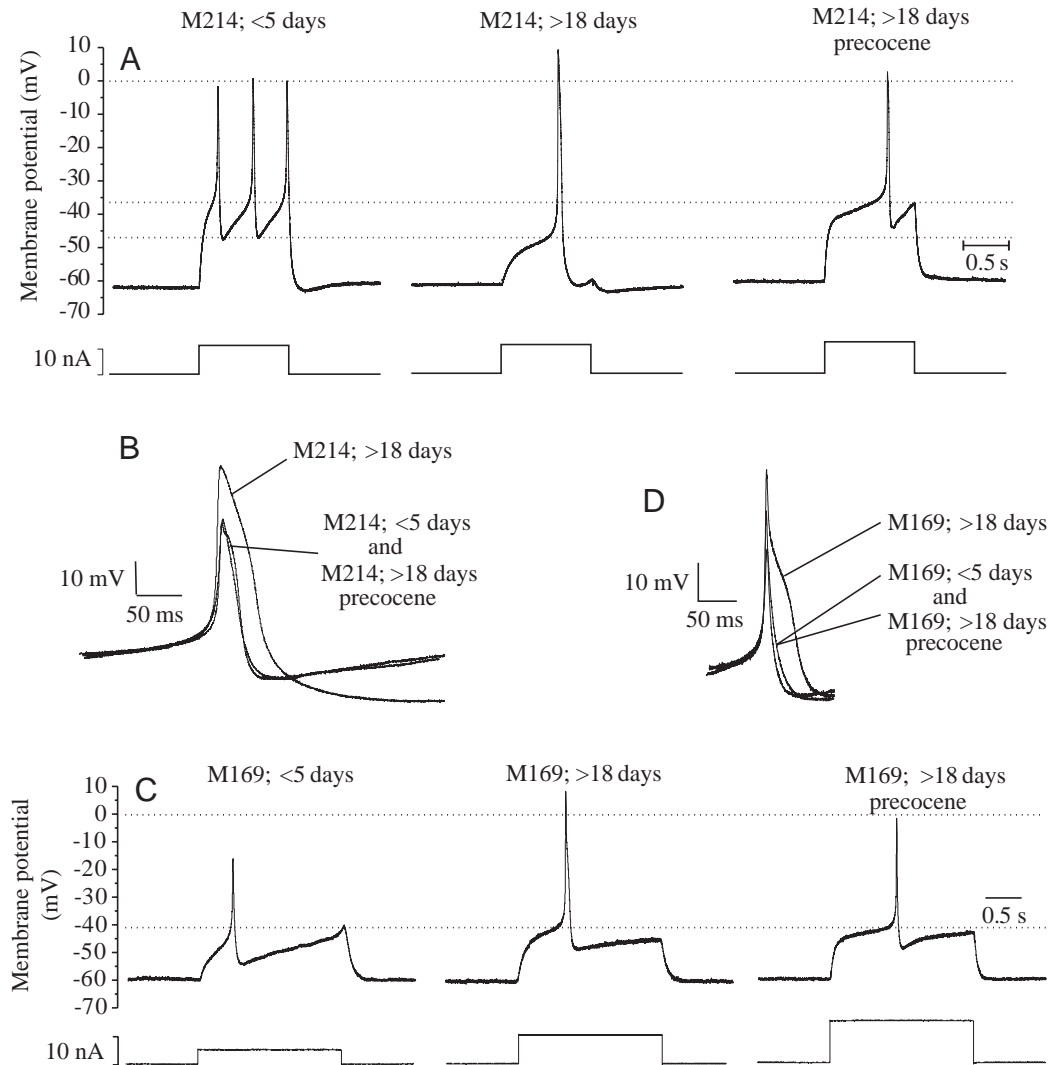 M214; <5 days
M214; >18 days
M214; >18 days
precocene
A
Membrane potential (mV)
10
0
-10
-20
-30
-40
-50
-60
-70
0.5 s
10 nA
B
M214; >18 days
M214; <5 days
and
M214; >18 days
precocene
10 mV
50 ms
D
M169; >18 days
M169; <5 days
and
M169; >18 days
precocene
10 mV
50 ms
C
M169; <5 days
M169; >18 days
M169; >18 days
precocene
Membrane potential
(mV)
10
0
-10
-20
-30
-40
-50
-60
-70
0.5 s
10 nA